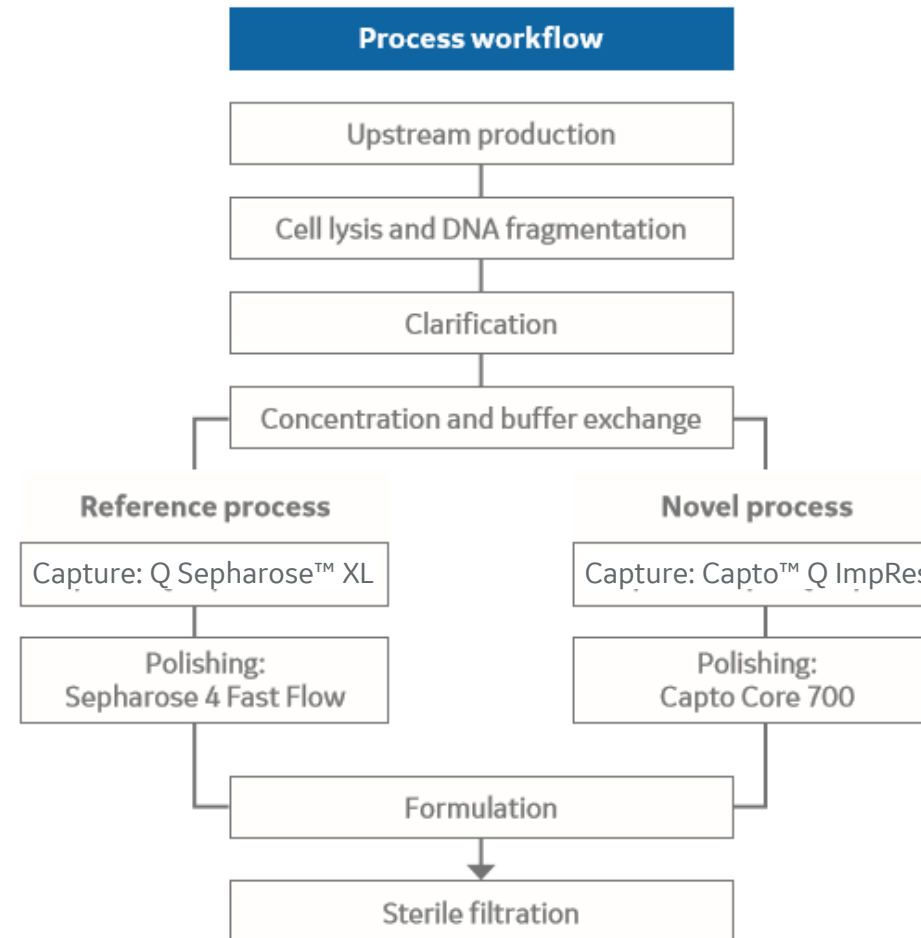 Process workflow
Upstream production
Cell lysis and DNA fragmentation
Clarification
Concentration and buffer exchange
Reference process
Novel process
Capture: Q Sepharose™ XL
Capture: Capto™ Q ImpRes
Polishing:
Sepharose 4 Fast Flow
Polishing:
Capto Core 700
Formulation
Sterile filtration